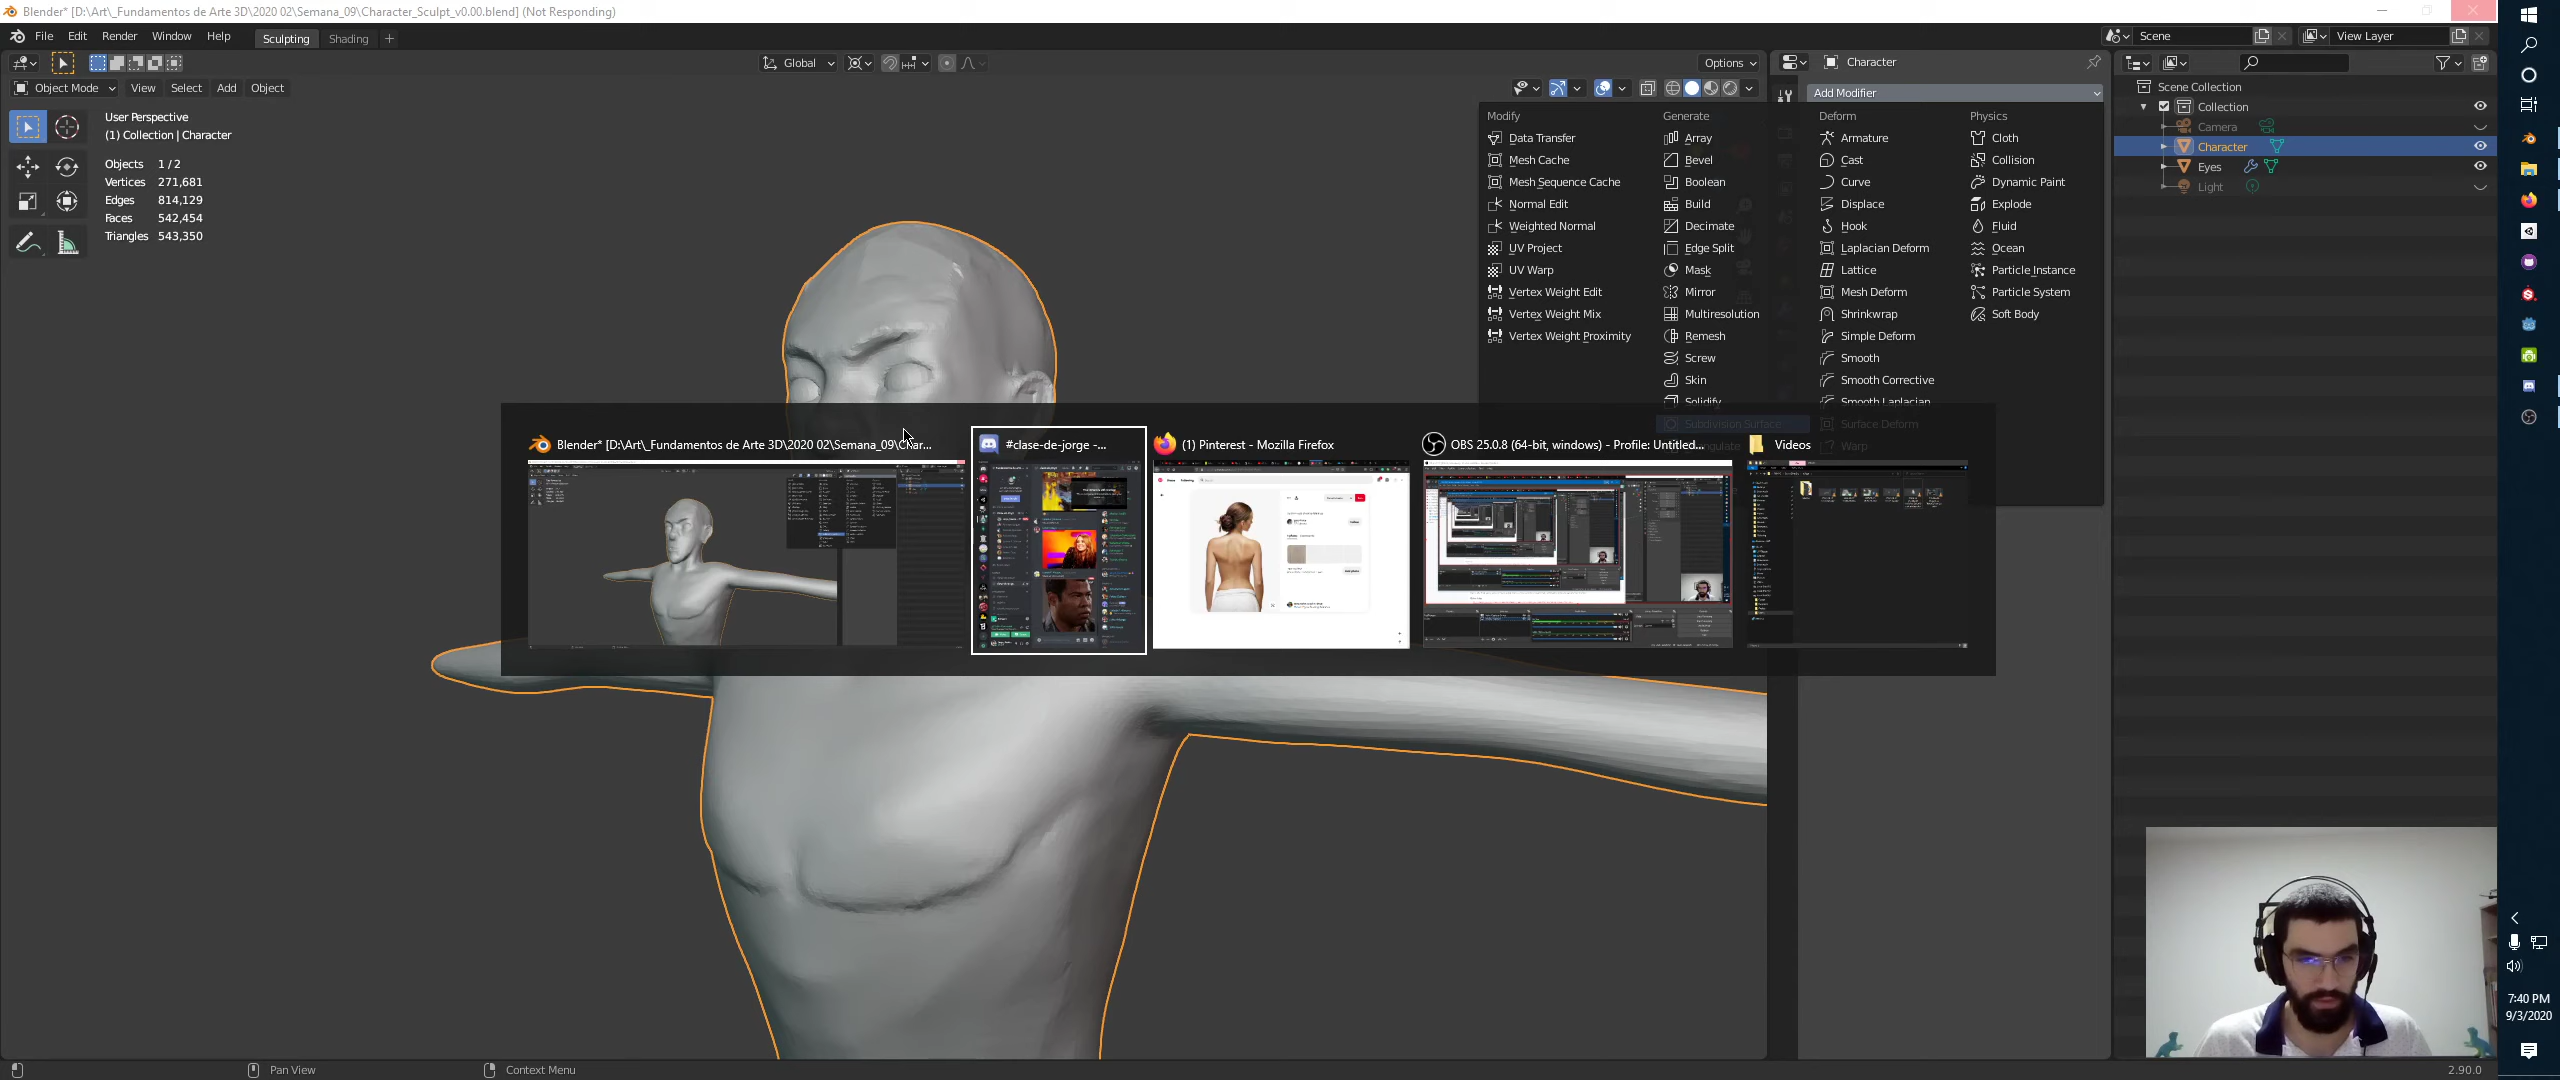 Blender* [D:\Art\_Fundamentos de Arte 3D\2020 02\Semana_09\Character_Sculpt_v0.00.blend] (Not Responding)
File Edit Render Window Help Sculpting Shading + Scene View Layer
Global Options Character
Object Mode View Select Add Object
Add Modifier
Scene Collection
Collection
Camera
Character
Eyes
Light
User Perspective
(1) Collection | Character
Objects 1 / 2
Vertices 271,681
Edges 814,129
Faces 542,454
Triangles 543,350
Modify
Data Transfer
Mesh Cache
Mesh Sequence Cache
Normal Edit
Weighted Normal
UV Project
UV Warp
Vertex Weight Edit
Vertex Weight Mix
Vertex Weight Proximity
Generate
Array
Bevel
Boolean
Build
Decimate
Edge Split
Mask
Mirror
Multiresolution
Remesh
Screw
Skin
Solidify
Subdivision Surface
Deform
Armature
Cast
Curve
Displace
Hook
Laplacian Deform
Lattice
Mesh Deform
Shrinkwrap
Simple Deform
Smooth
Smooth Corrective
Smooth Laplacian
Surface Deform
Warp
Physics
Cloth
Collision
Dynamic Paint
Explode
Fluid
Ocean
Particle Instance
Particle System
Soft Body
Blender* [D:\Art\_Fundamentos de Arte 3D\2020 02\Semana_09\Char...
#clase-de-jorge -...
(1) Pinterest - Mozilla Firefox
OBS 25.0.8 (64-bit, windows) - Profile: Untitled...
Videos
7:40 PM
9/3/2020
Pan View
Context Menu
2.90.0